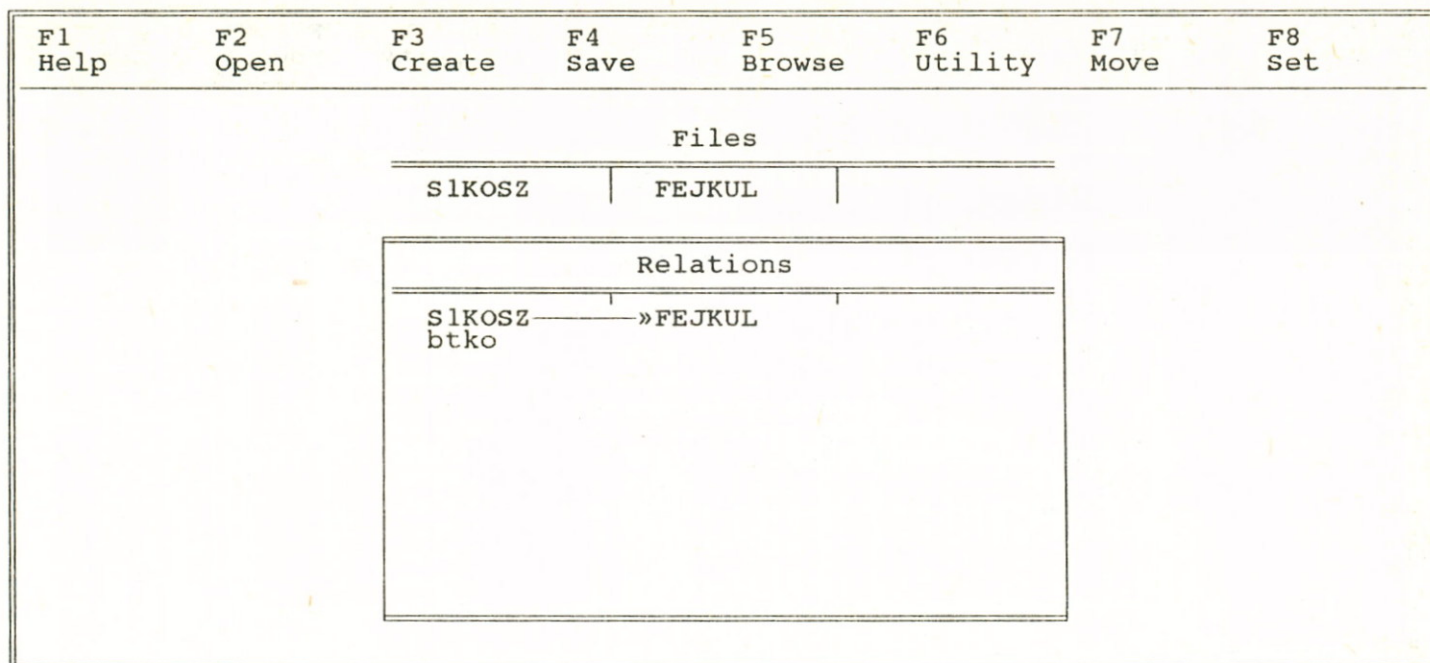 F1 F2 F3 F4 F5 F6 F7 F8
Help Open Create Save Browse Utility Move Set
Files
S1KOSZ FEJKUL
Relations
S1KOSZ———»FEJKUL
btko